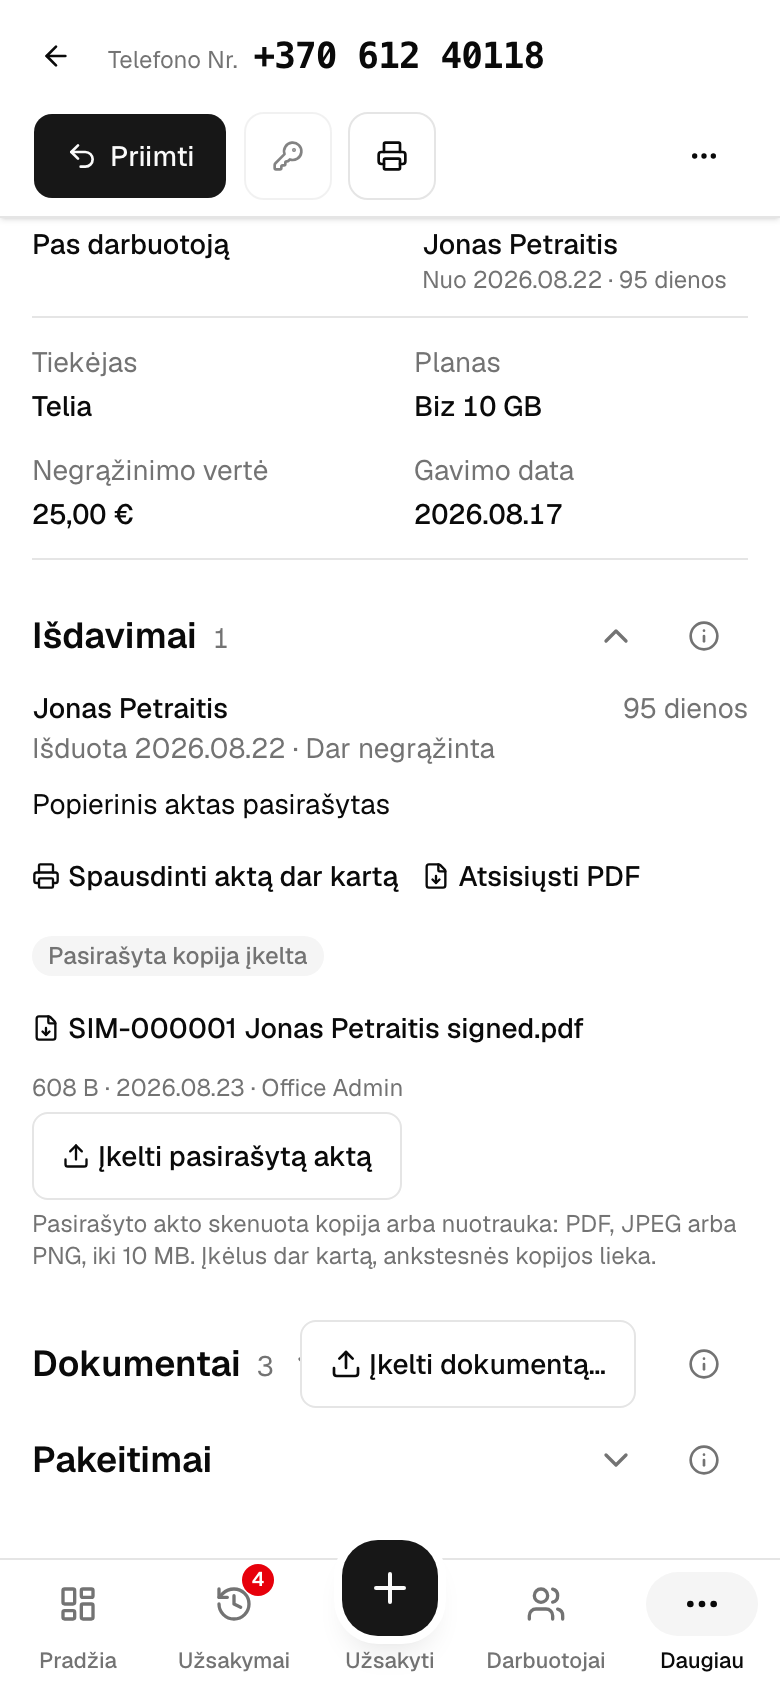 Telefono Nr. +370 612 40118
Priimti
Pas darbuotoją
Jonas Petraitis
Nuo 2026.08.22 · 95 dienos
Tiekėjas
Planas
Telia
Biz 10 GB
Negrąžinimo vertė
Gavimo data
25,00 €
2026.08.17
Išdavimai 1
Jonas Petraitis
95 dienos
Išduota 2026.08.22 · Dar negrąžinta
Popierinis aktas pasirašytas
Spausdinti aktą dar kartą
Atsisiųsti PDF
Pasirašyta kopija įkelta
SIM-000001 Jonas Petraitis signed.pdf
608 B · 2026.08.23 · Office Admin
Įkelti pasirašytą aktą
Pasirašyto akto skenuota kopija arba nuotrauka: PDF, JPEG arba
PNG, iki 10 MB. Įkėlus dar kartą, ankstesnės kopijos lieka.
Dokumentai 3
Įkelti dokumentą…
Pakeitimai
4
Pradžia
Užsakymai
Užsakyti
Darbuotojai
Daugiau